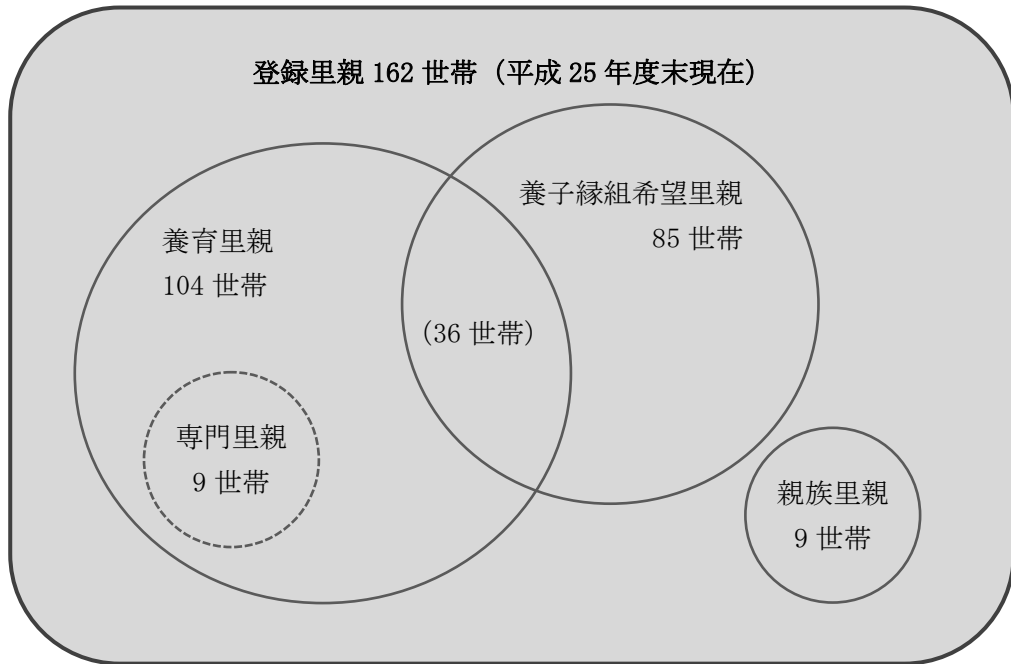 登録里親 162 世帯（平成 25 年度末現在）
養子縁組希望里親
85 世帯
養育里親
104 世帯
(36 世帯)
専門里親
9 世帯
親族里親
9 世帯